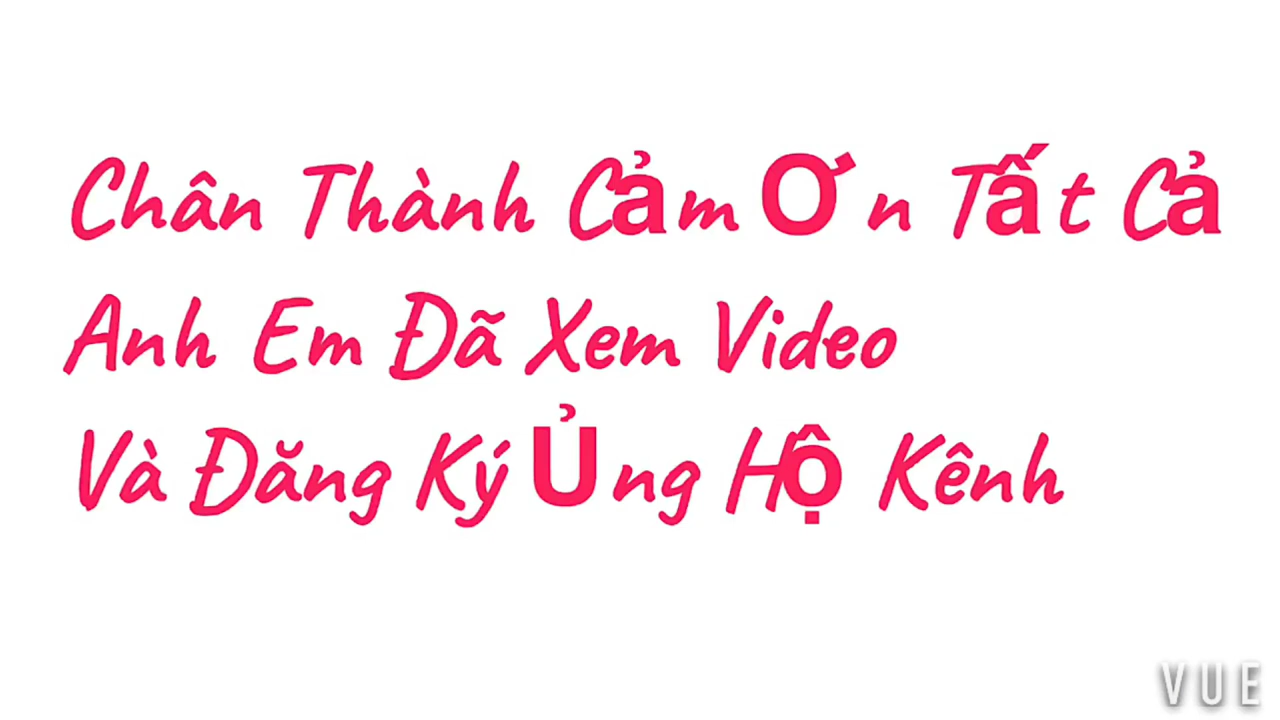 Chân Thành Cảm Ơn Tất Cả
Anh Em Đã Xem Video
Và Đăng Ký Ủng Hộ Kênh
VUE